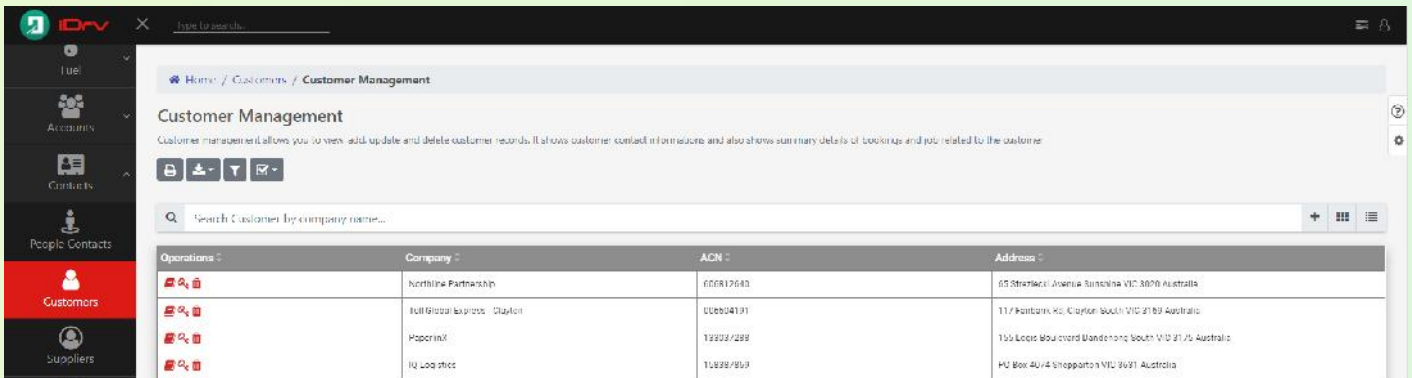 iDrv
Type to search...
Fuel
Home / Customers / Customer Management
Accounts
Customer Management
Customer management allows you to view, add, update and delete customer records. It shows customer contact informations and also shows summary details of bookings and job related to the customer
Contacts
Search Customer by company name...
People Contacts
Operations Company ACN Address
Customers
Northline Partnership 606812640 Avenue Sunshine VIC 3020 Australia
Toll Global Express - Clayton 006604191 117 Fairbank Rd, Clayton South VIC 3169 Australia
Suppliers
PaperlinX 155 Logis Boulevard Dandenong South VIC 3175 Australia
IQ Logistics PO Box 4074 Shepparton VIC 3631 Australia